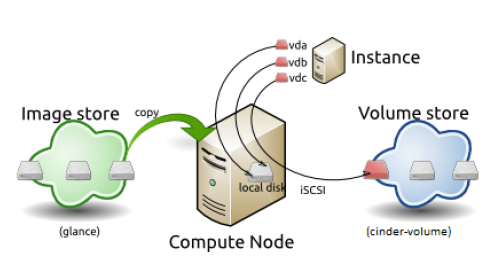 vda
vdb
vdc
Instance
Image store
copy
Volume store
local disk
iSCSI
(glance)
Compute Node
(cinder-volume)